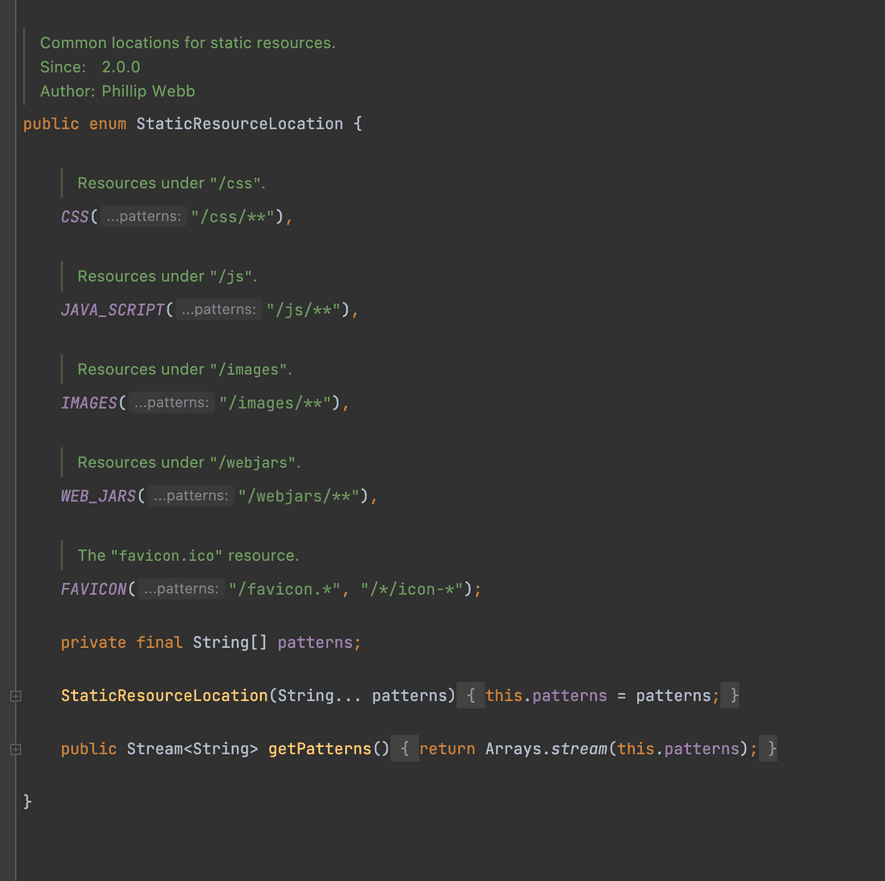 Common locations for static resources.
Since: 2.0.0
Author: Phillip Webb
public enum StaticResourceLocation {
Resources under "/css".
CSS( ...patterns: "/css/**"),
Resources under "/js".
JAVA_SCRIPT( ...patterns: "/js/**"),
Resources under "/images".
IMAGES( ...patterns: "/images/**"),
Resources under "/webjars".
WEB_JARS( ...patterns: "/webjars/**"),
The "favicon.ico" resource.
FAVICON( ...patterns: "/favicon.*", "/*/icon-*");
private final String[] patterns;
StaticResourceLocation(String... patterns) { this.patterns = patterns; }
public Stream<String> getPatterns() { return Arrays.stream(this.patterns); }
}